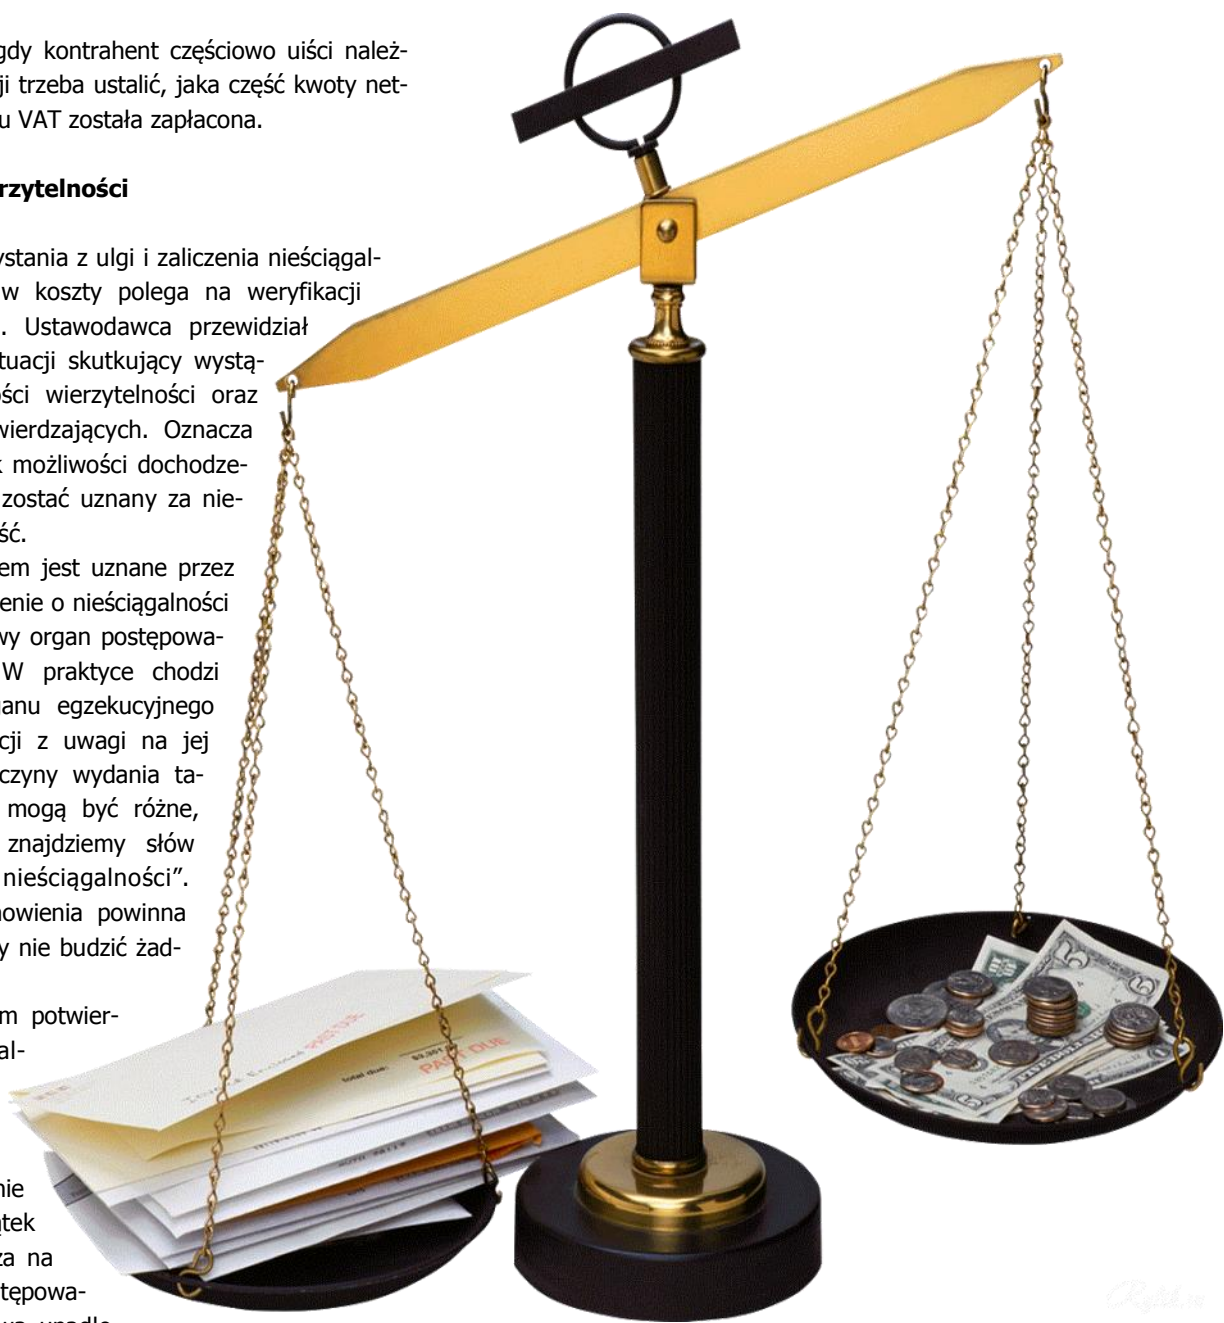 gdy kontrahent częściowo uiści należ-
ji trzeba ustalić, jaka część kwoty net-
u VAT została zapłacona.
rzytelności
ystania z ulgi i zaliczenia nieściągal-
w koszty polega na weryfikacji
. Ustawodawca przewidział
tuacji skutkujący wystą-
ści wierzytelności oraz
wierdzających. Oznacza
k możliwości dochodze-
zostać uznany za nie-
ść.
em jest uznane przez
enie o nieściągalności
wy organ postępowa-
W praktyce chodzi
anu egzekucyjnego
cji z uwagi na jej
czyny wydania ta-
mogą być różne,
znajdziemy słów
nieściągalności”.
nowienia powinna
y nie budzić żad-
m potwier-
al-
nie
ątek
za na
tępowa-
wa upadło
Invoice Enclosed PAST DUE
total due:
PAST DUE